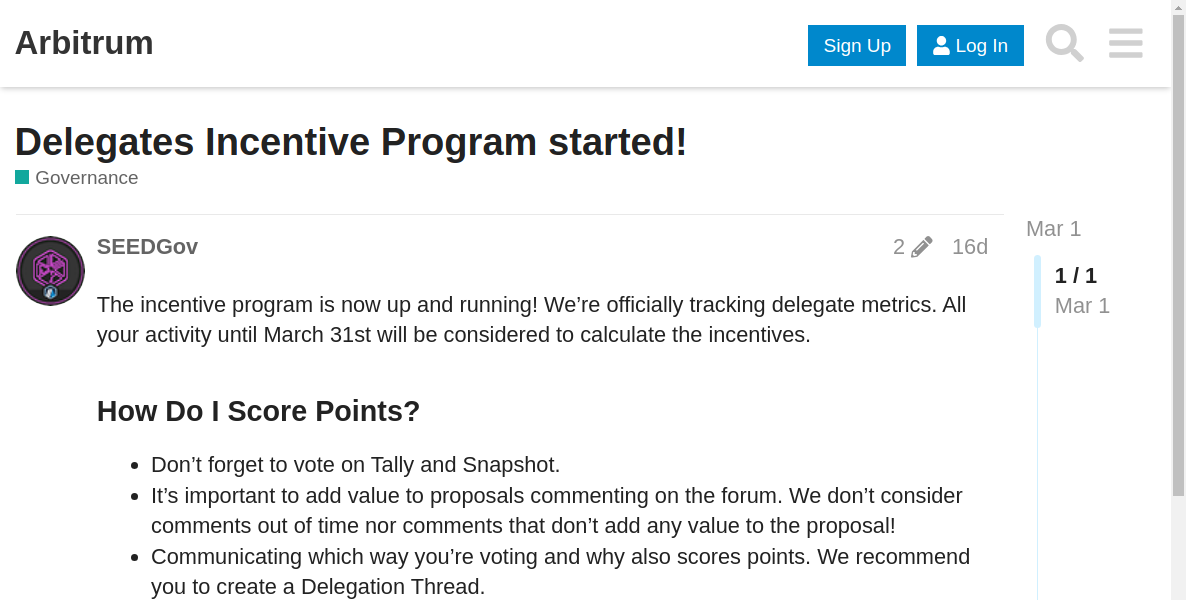 Arbitrum
Sign Up
Log In
Delegates Incentive Program started!
Governance
SEEDGov
2
16d
The incentive program is now up and running! We’re officially tracking delegate metrics. All
your activity until March 31st will be considered to calculate the incentives.
How Do I Score Points?
Don’t forget to vote on Tally and Snapshot.
It’s important to add value to proposals commenting on the forum. We don’t consider
comments out of time nor comments that don’t add any value to the proposal!
Communicating which way you’re voting and why also scores points. We recommend
you to create a Delegation Thread.
Mar 1
1 / 1
Mar 1